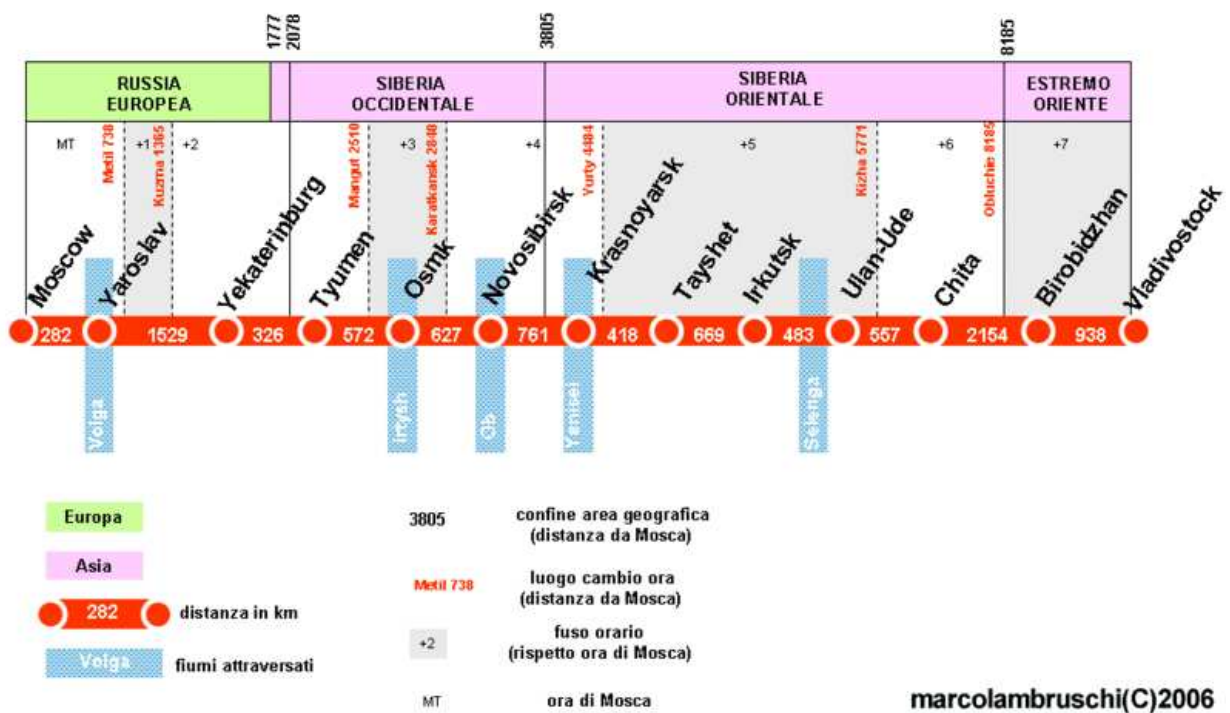 1777
2078
3805
8185
RUSSIA
EUROPEA
SIBERIA
OCCIDENTALE
SIBERIA
ORIENTALE
ESTREMO
ORIENTE
MT
Metil 738
+1
Kuzma 1365
+2
Mangut 2510
+3
Karatkansk 2840
+4
Yurty 4484
+5
Kizha 5771
+6
Obluchie 8185
+7
Moscow
Yaroslav
Yekaterinburg
Tyumen
Osmk
Novosibirsk
Krasnoyarsk
Tayshet
Irkutsk
Ulan-Ude
Chita
Birobidzhan
Vladivostock
282 1529 326 572 627 761 418 669 483 557 2154 938
Volga
Irtysh
Ob
Yenisei
Selenga
Europa
Asia
282 distanza in km
Volga fiumi attraversati
3805 confine area geografica
(distanza da Mosca)
Metil 738 luogo cambio ora
(distanza da Mosca)
+2 fuso orario
(rispetto ora di Mosca)
MT ora di Mosca
marcolambruschi(C)2006